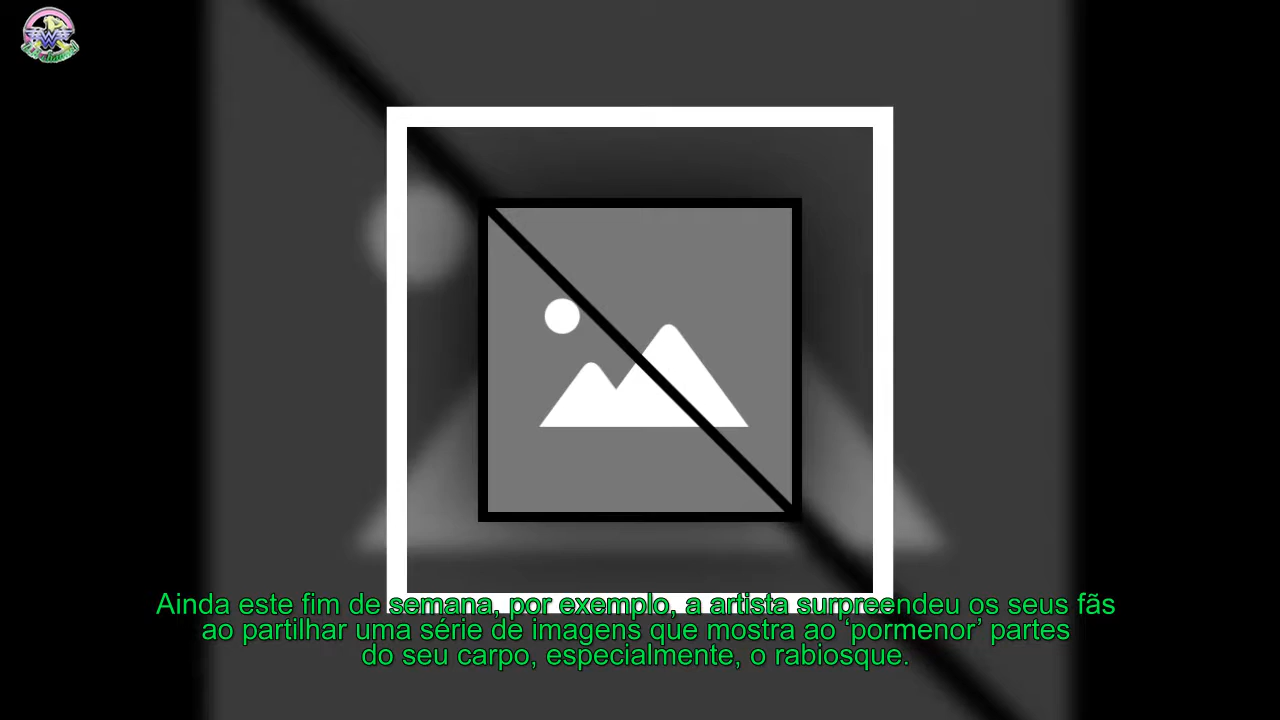 Ainda este fim de semana, por exemplo, a artista surpreendeu os seus fãs
ao partilhar uma série de imagens que mostra ao ‘pormenor’ partes
do seu carpo, especialmente, o rabiosque.